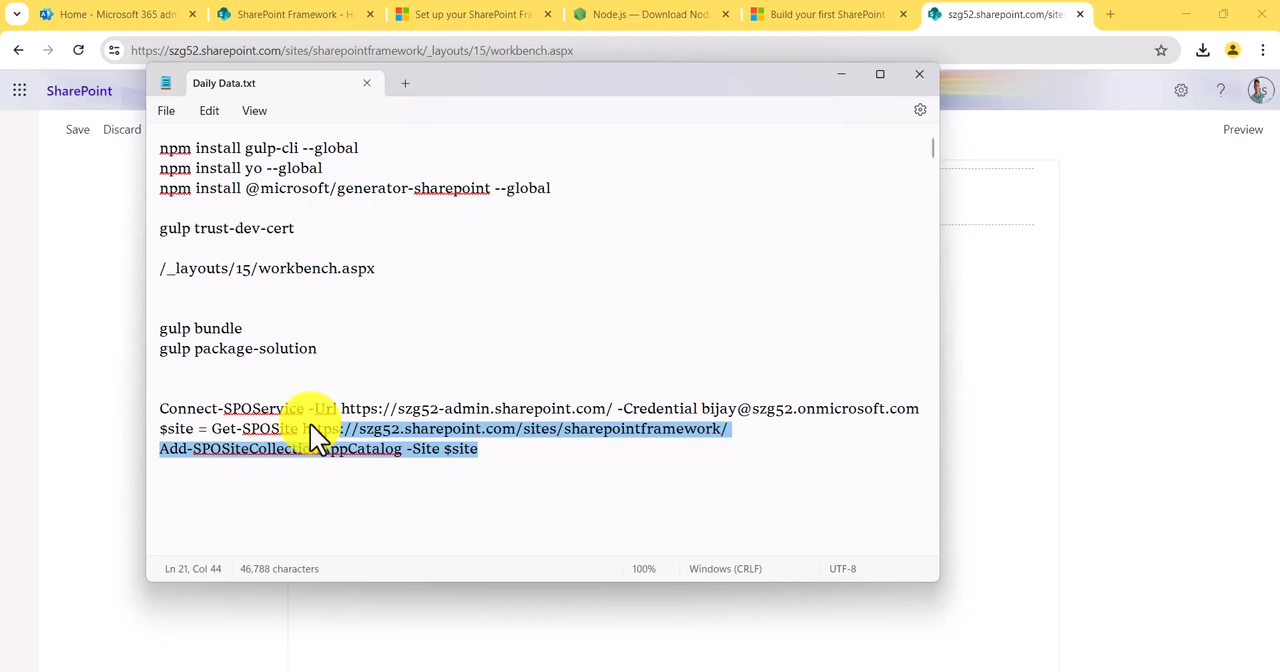 Home - Microsoft 365 adm
SharePoint Framework - H
Set up your SharePoint Fra
Node.js — Download Nod
Build your first SharePoint
szg52.sharepoint.com/site
https://szg52.sharepoint.com/sites/sharepointframework/_layouts/15/workbench.aspx
SharePoint
Save Discard
Preview
Daily Data.txt
File Edit View
npm install gulp-cli --global
npm install yo --global
npm install @microsoft/generator-sharepoint --global
gulp trust-dev-cert
/_layouts/15/workbench.aspx
gulp bundle
gulp package-solution
Connect-SPOService -Url https://szg52-admin.sharepoint.com/ -Credential bijay@szg52.onmicrosoft.com
$site = Get-SPOSite https://szg52.sharepoint.com/sites/sharepointframework/
Add-SPOSiteCollectionAppCatalog -Site $site
Ln 21, Col 44 46,788 characters 100% Windows (CRLF) UTF-8